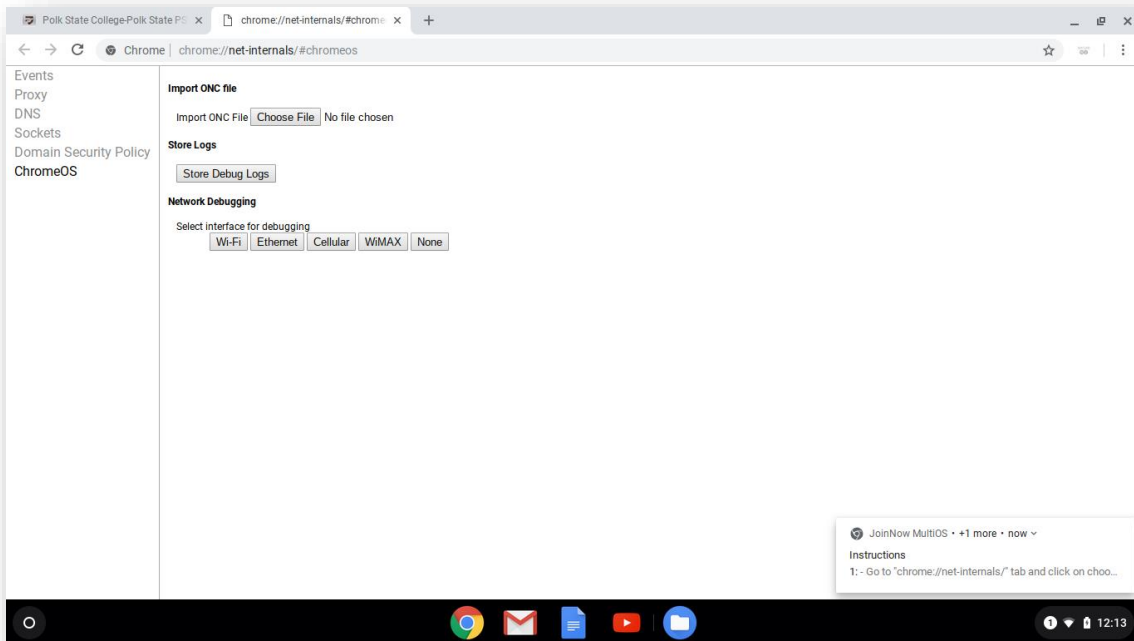 Polk State College-Polk State PS
chrome://net-internals/#chrome
Chrome | chrome://net-internals/#chromeos
Events
Proxy
DNS
Sockets
Domain Security Policy
ChromeOS
Import ONC file
Import ONC File Choose File No file chosen
Store Logs
Store Debug Logs
Network Debugging
Select interface for debugging
Wi-Fi Ethernet Cellular WiMAX None
JoinNow MultiOS • +1 more • now
Instructions
1: - Go to "chrome://net-internals/" tab and click on choo...
1 12:13